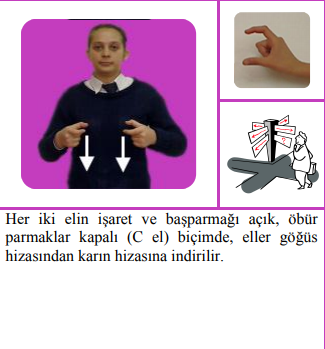 Her iki elin işaret ve başparmağı açık, öbür
parmaklar kapalı (C el) biçimde, eller göğüs
hizasından karın hizasına indirilir.